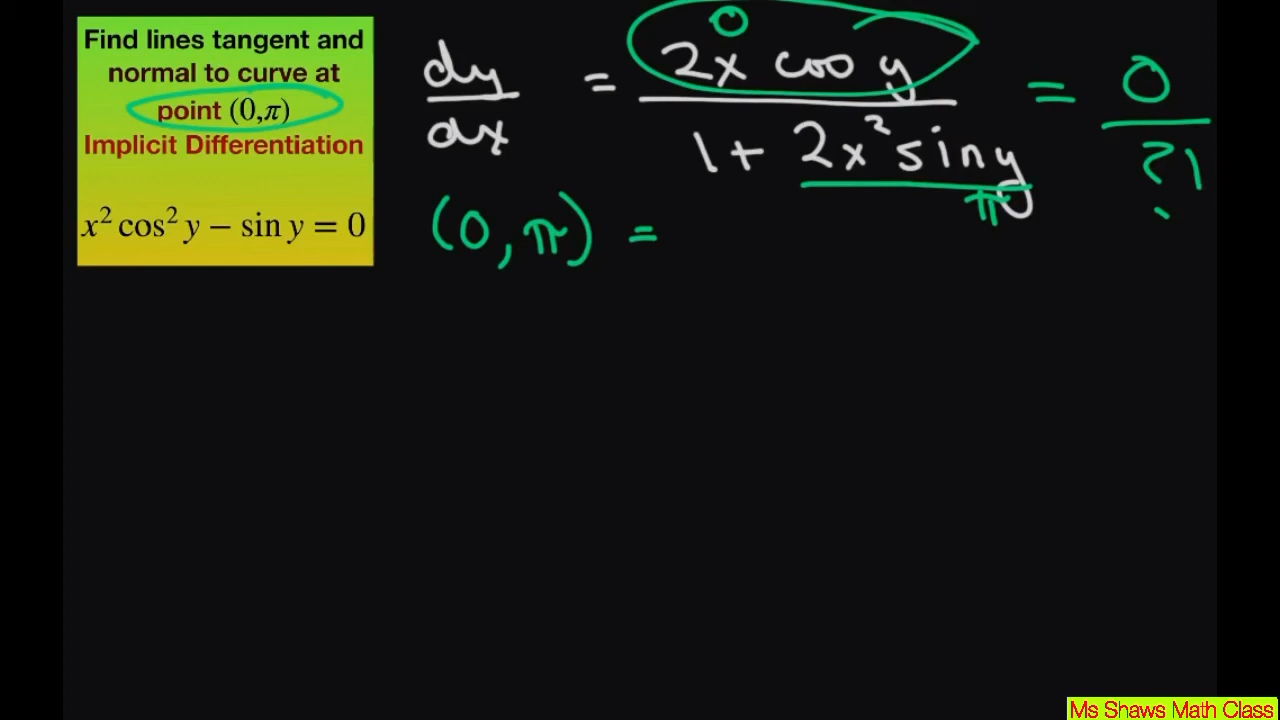 Find lines tangent and
normal to curve at
point (0,π)
Implicit Differentiation
x² cos² y − sin y = 0
dy/dx = 2x cos y / 1 + 2x² sin y = 0 / ? 1
0
π
(0, π) =
Ms Shaws Math Class